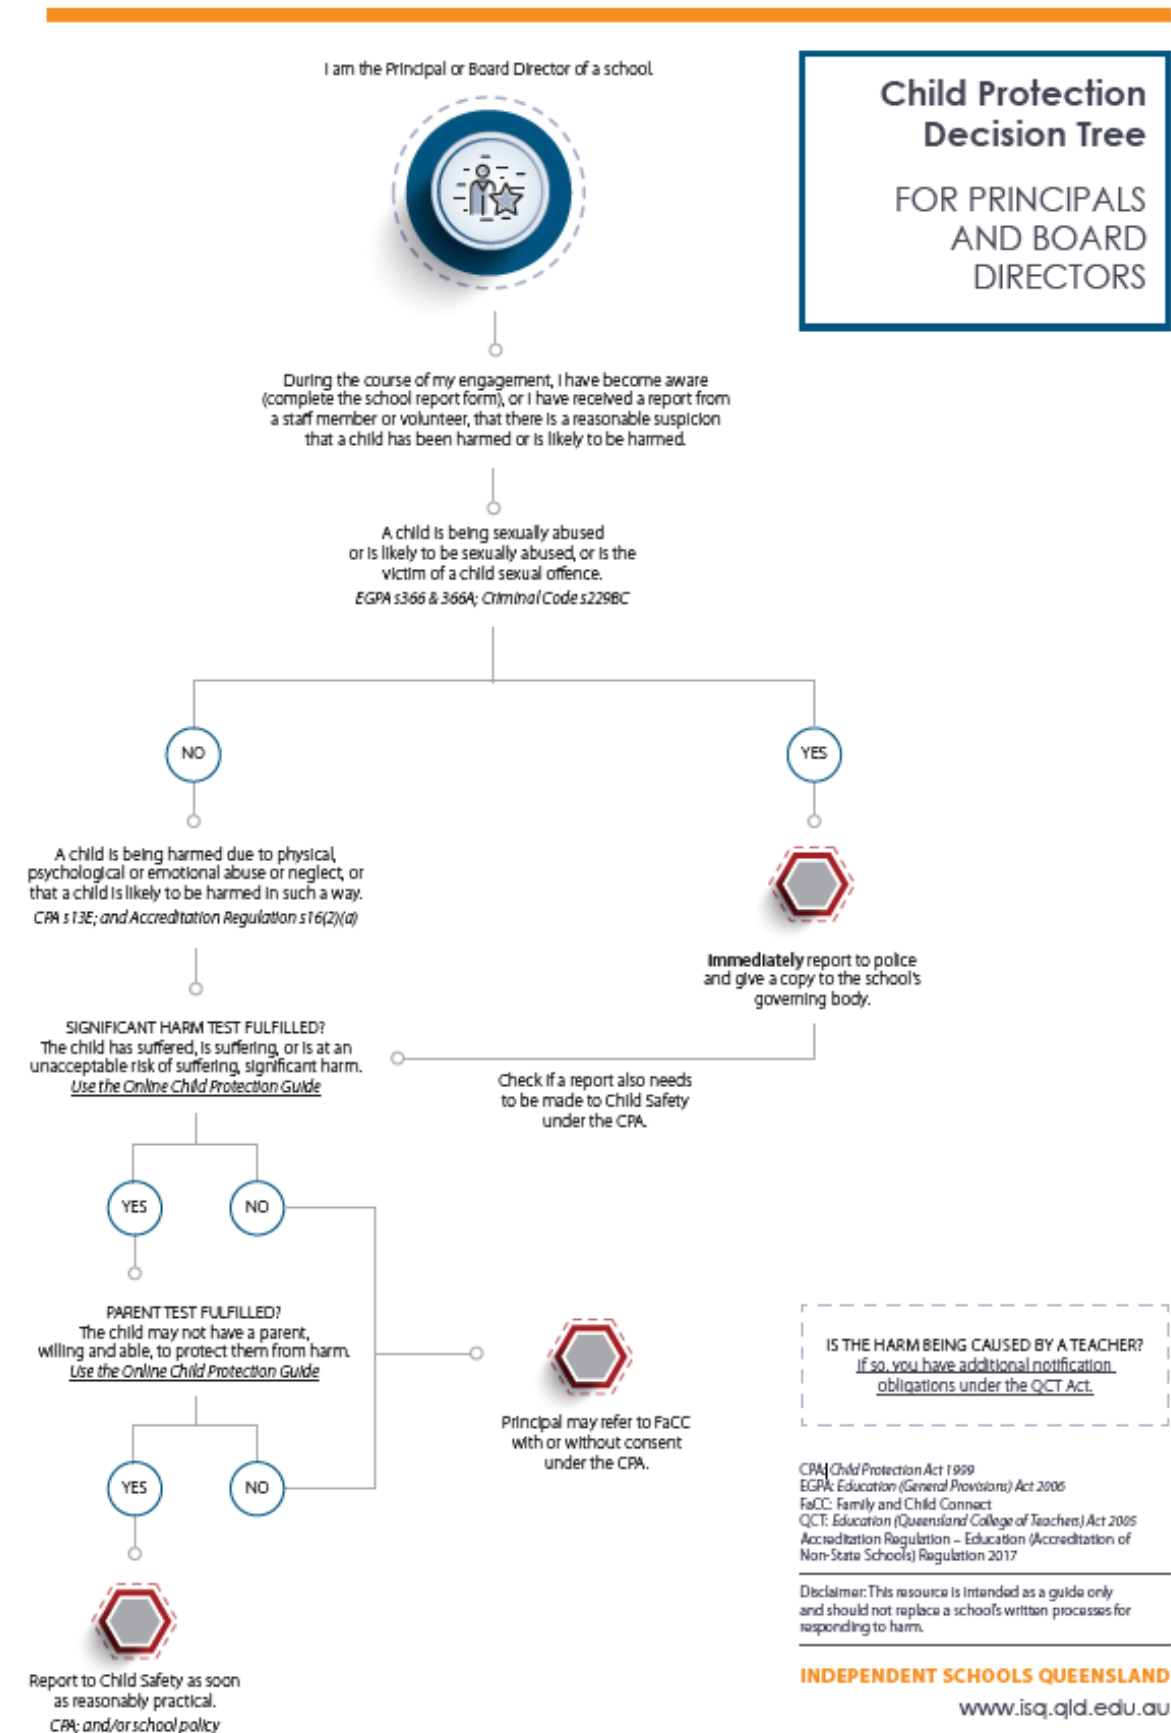 I am the Principal or Board Director of a school.
Child Protection
Decision Tree
FOR PRINCIPALS
AND BOARD
DIRECTORS
During the course of my engagement, I have become aware
(complete the school report form), or I have received a report from
a staff member or volunteer, that there is a reasonable suspicion
that a child has been harmed or is likely to be harmed.
A child is being sexually abused
or is likely to be sexually abused, or is the
victim of a child sexual offence.
EGPA s366 & 366A; Criminal Code s229BC
NO
YES
A child is being harmed due to physical,
psychological or emotional abuse or neglect, or
that a child is likely to be harmed in such a way.
CPA s13E; and Accreditation Regulation s16(2)(d)
Immediately report to police
and give a copy to the school's
governing body.
SIGNIFICANT HARM TEST FULFILLED?
The child has suffered, is suffering, or is at an
unacceptable risk of suffering, significant harm.
Use the Online Child Protection Guide
Check if a report also needs
to be made to Child Safety
under the CPA.
YES
NO
PARENT TEST FULFILLED?
The child may not have a parent,
willing and able, to protect them from harm.
Use the Online Child Protection Guide
Principal may refer to FaCC
with or without consent
under the CPA.
IS THE HARM BEING CAUSED BY A TEACHER?
If so, you have additional notification
obligations under the QCT Act.
YES
NO
CPA: Child Protection Act 1999
EGPA: Education (General Provisions) Act 2006
FaCC: Family and Child Connect
QCT: Education (Queensland College of Teachers) Act 2005
Accreditation Regulation – Education (Accreditation of
Non-State Schools) Regulation 2017
Disclaimer: This resource is intended as a guide only
and should not replace a school's written processes for
responding to harm.
Report to Child Safety as soon
as reasonably practical.
CPA; and/or school policy
INDEPENDENT SCHOOLS QUEENSLAND
www.isq.qld.edu.au